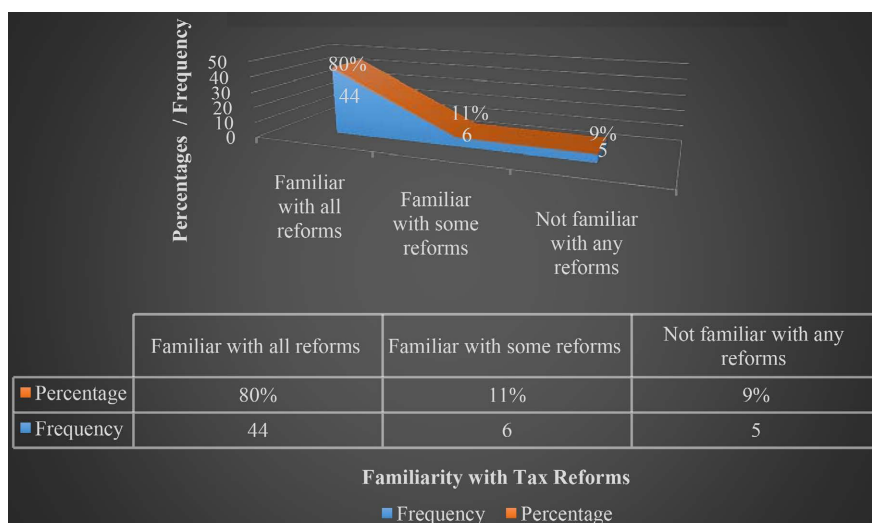 Percentages / Frequency
50
40
30
20
10
0
80%
44
11%
6
9%
5
Familiar
with all
reforms
Familiar
with some
reforms
Not familiar
with any
reforms
Familiar with all reforms Familiar with some reforms Not familiar with any
reforms
Percentage 80% 11% 9%
Frequency 44 6 5
Familiarity with Tax Reforms
Frequency Percentage